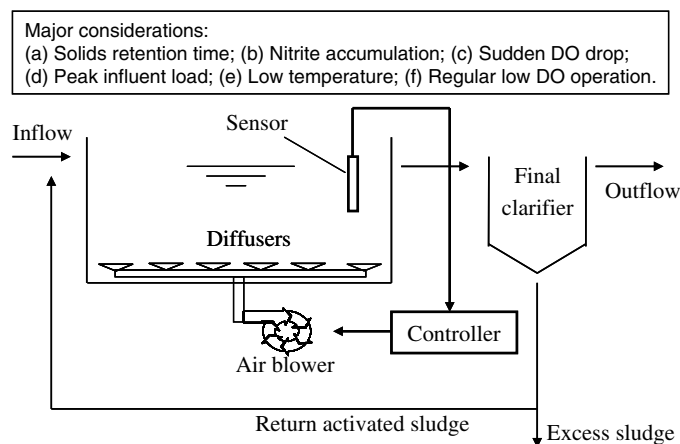 Major considerations:
(a) Solids retention time; (b) Nitrite accumulation; (c) Sudden DO drop;
(d) Peak influent load; (e) Low temperature; (f) Regular low DO operation.
Inflow
Sensor
Final
clarifier
Outflow
Diffusers
Controller
Air blower
Return activated sludge
Excess sludge